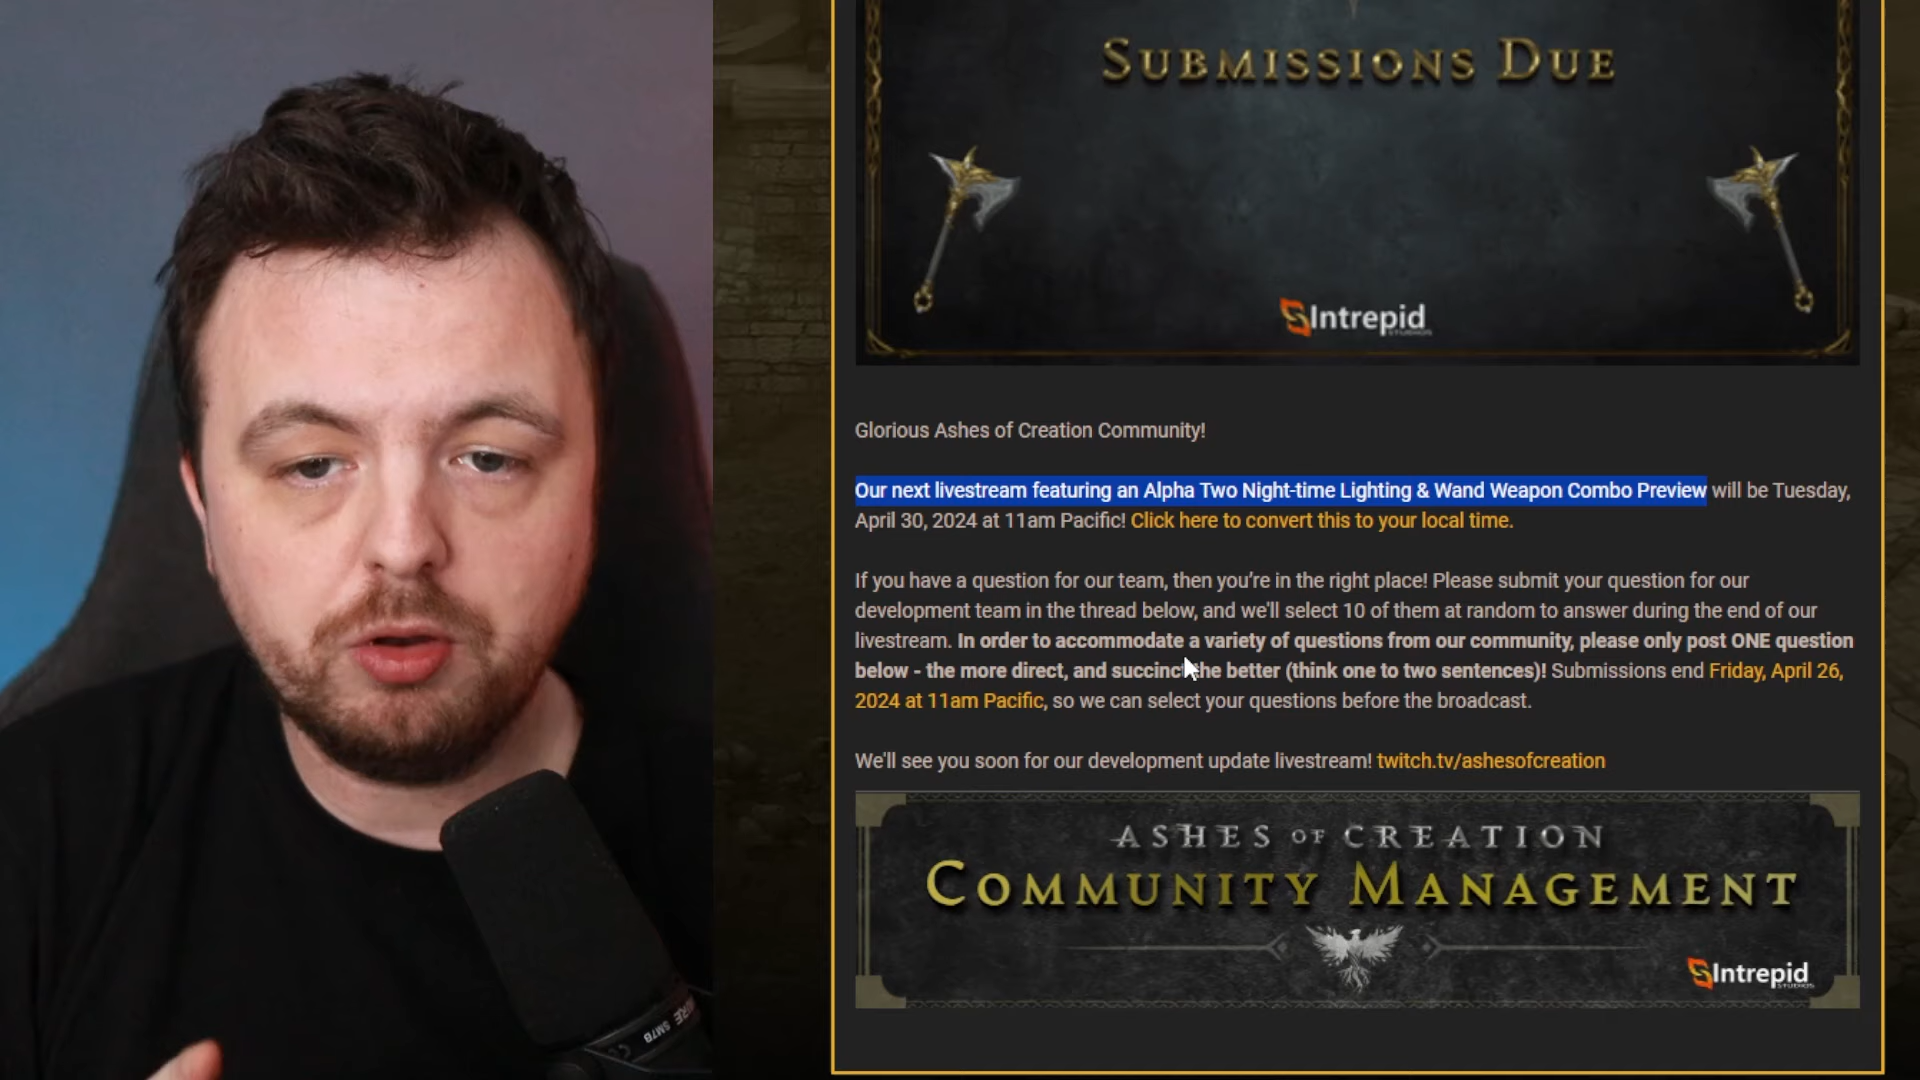 SUBMISSIONS DUE
Intrepid
STUDIOS
Glorious Ashes of Creation Community!
Our next livestream featuring an Alpha Two Night-time Lighting & Wand Weapon Combo Preview will be Tuesday,
April 30, 2024 at 11am Pacific! Click here to convert this to your local time.
If you have a question for our team, then you're in the right place! Please submit your question for our
development team in the thread below, and we'll select 10 of them at random to answer during the end of our
livestream. In order to accommodate a variety of questions from our community, please only post ONE question
below - the more direct, and succinct the better (think one to two sentences)! Submissions end Friday, April 26,
2024 at 11am Pacific, so we can select your questions before the broadcast.
We'll see you soon for our development update livestream! twitch.tv/ashesofcreation
ASHES OF CREATION
COMMUNITY MANAGEMENT
Intrepid
STUDIOS
SM7B